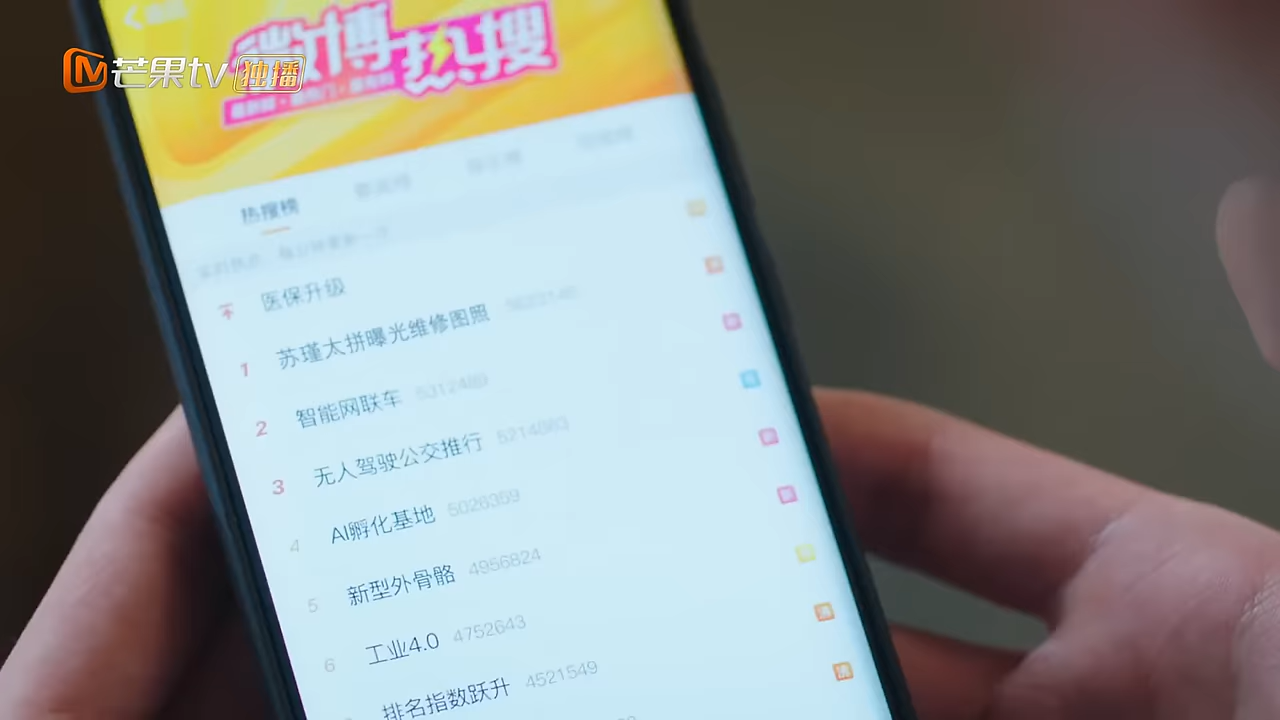 芒果tv 独播
微博热搜
热搜榜
医保升级
1 苏瑾太拼曝光维修图照
2 智能网联车 5312489
3 无人驾驶公交推行 5214883
4 AI孵化基地 5026359
5 新型外骨骼 4956824
6 工业4.0 4752643
排名指数跃升 4521549